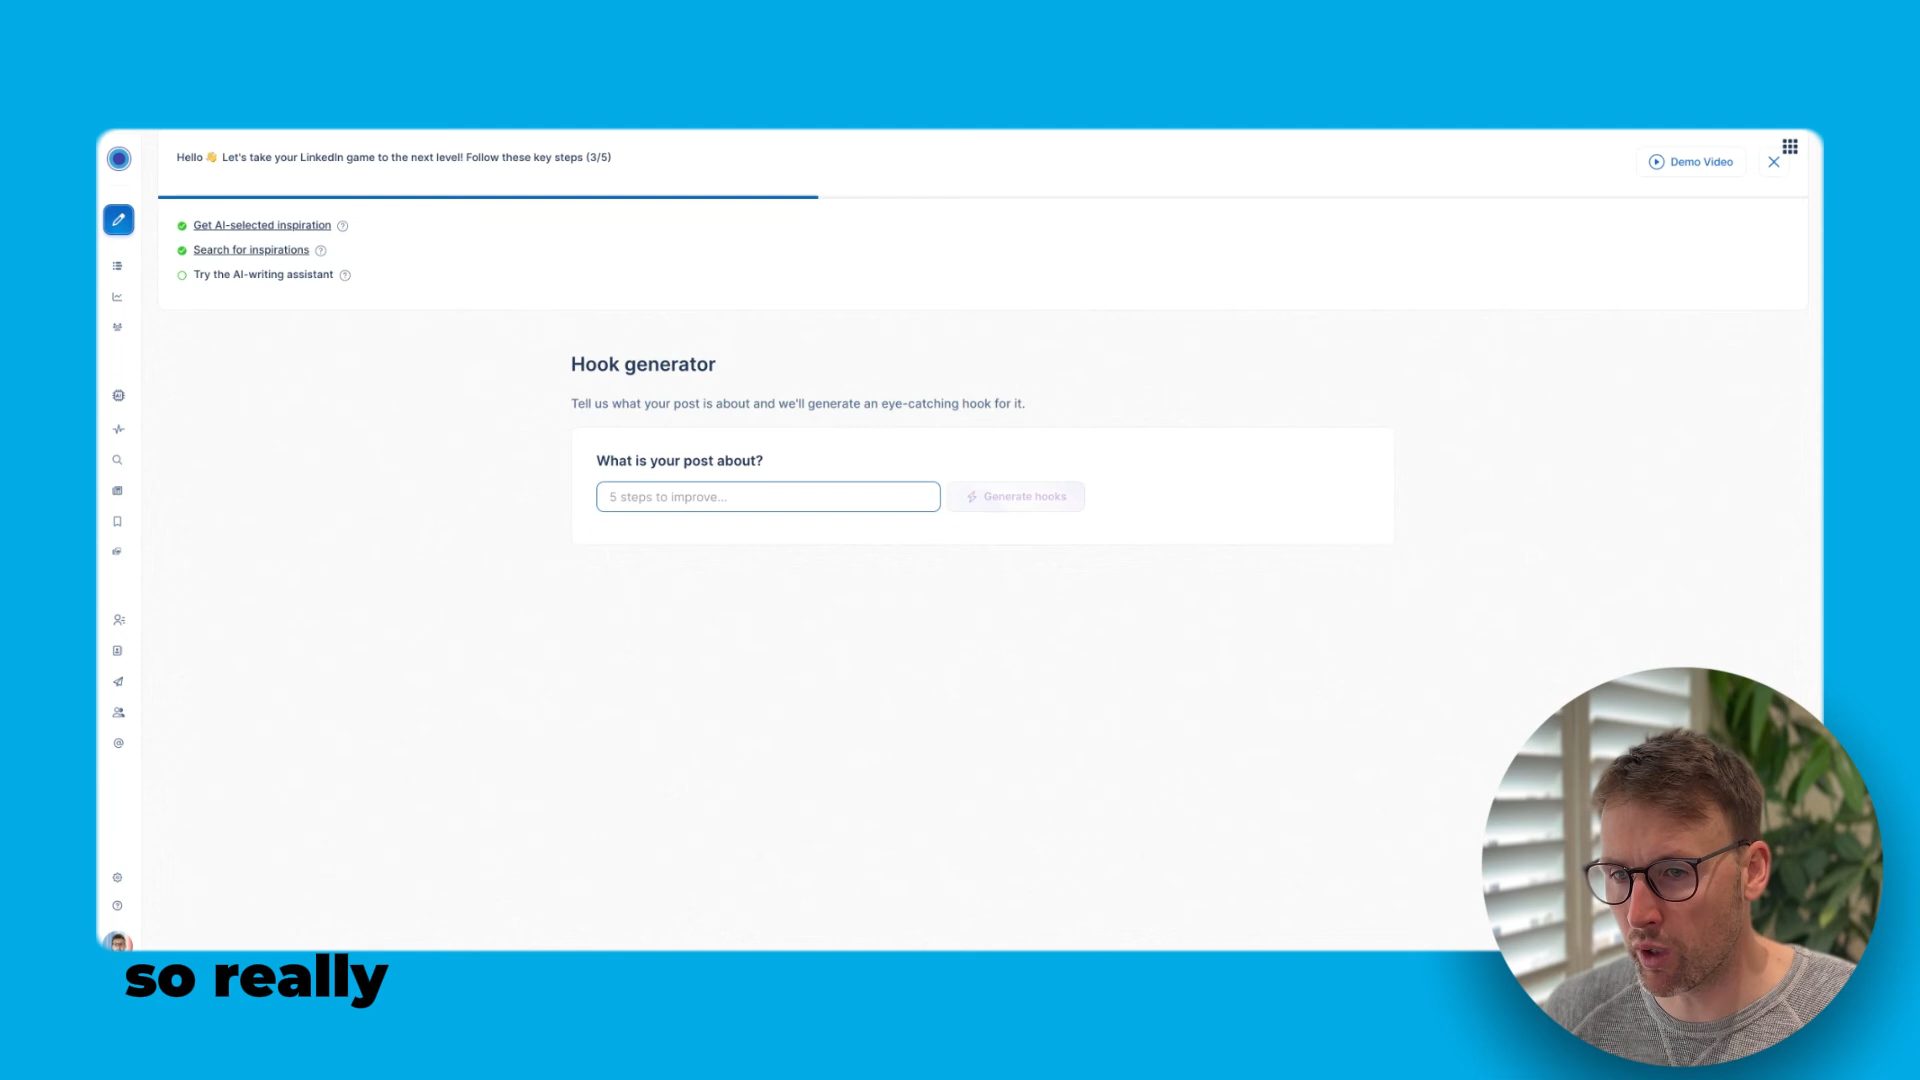 Hello 👋 Let's take your LinkedIn game to the next level! Follow these key steps (3/5)
Demo Video
Get AI-selected inspiration
Search for inspirations
Try the AI-writing assistant
Hook generator
Tell us what your post is about and we'll generate an eye-catching hook for it.
What is your post about?
5 steps to improve...
Generate hooks
so really